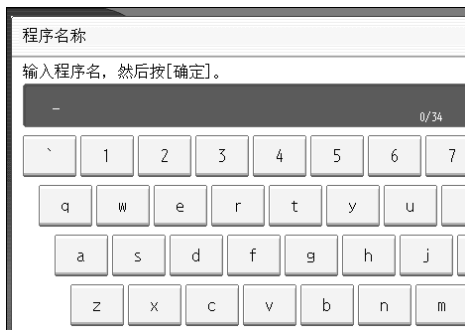 程序名称
输入程序名，然后按[确定]。
_ 0/34
` 1 2 3 4 5 6 7
q w e r t y u
a s d f g h j
z x c v b n m